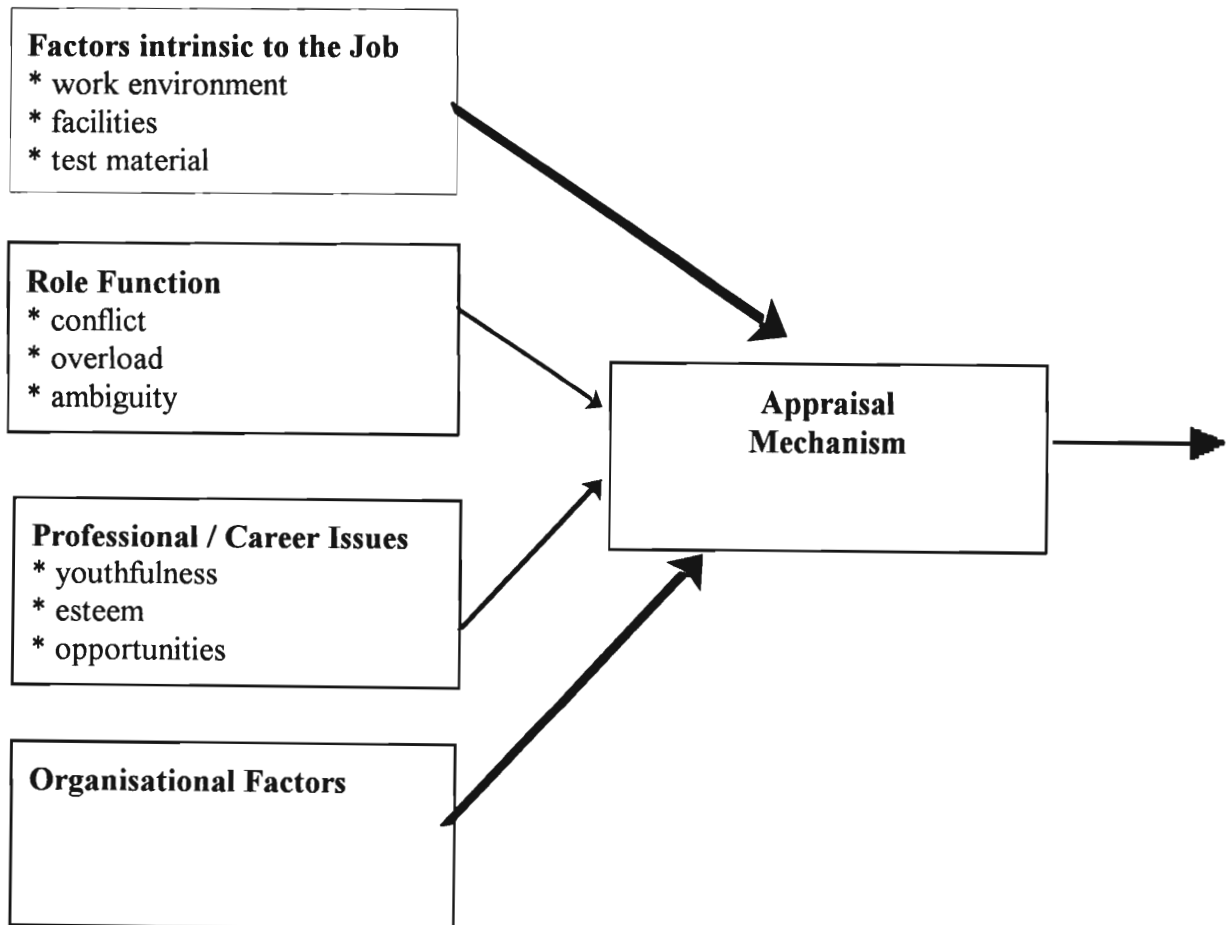 Factors intrinsic to the Job
* work environment
* facilities
* test material
Role Function
* conflict
* overload
* ambiguity
Appraisal
Mechanism
Professional / Career Issues
* youthfulness
* esteem
* opportunities
Organisational Factors